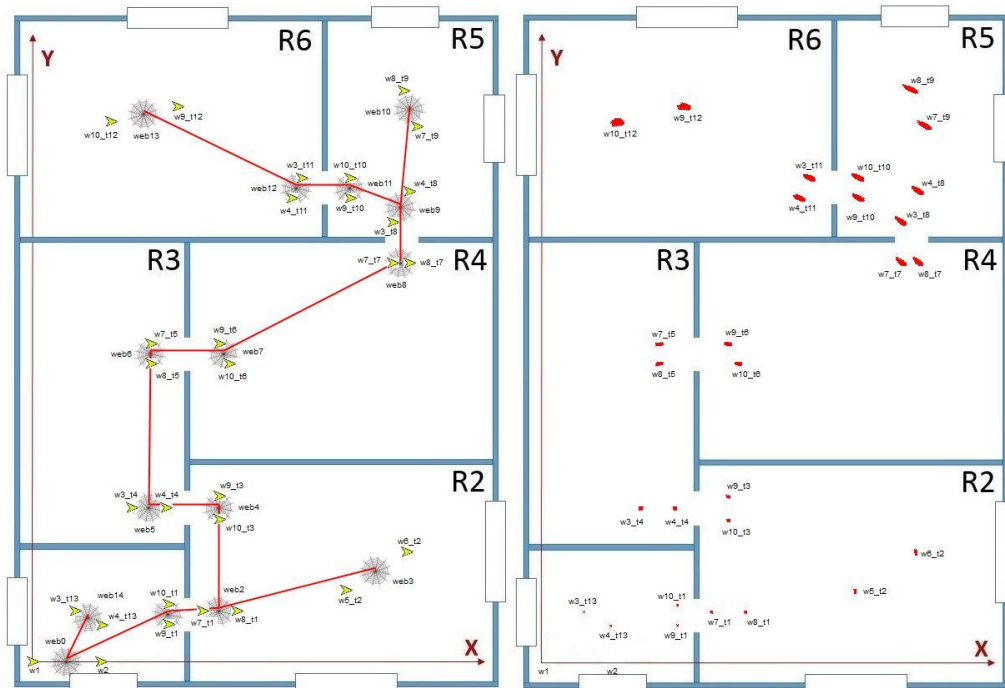 R6
R5
Y
w8_t9
w9_t12
web10
w10_t12
web13
w7_t9
w3_t11
w10_t10
web12
web11
w4_t8
w4_t11
w9_t10
web9
w3_t8
R3
R4
w7_t7
w8_t7
web8
w7_t5
w9_t6
web6
web7
w8_t5
w10_t6
R2
w9_t3
w3_t4
w4_t4
web4
web5
w10_t3
w6_t2
web3
w5_t2
web14
w10_t1
web2
w3_t13
w4_t13
w7_t1
w8_t1
w9_t1
web0
X
w1
w2
R6
R5
Y
w8_t9
w9_t12
w10_t12
w7_t9
w3_t11
w10_t10
w4_t8
w4_t11
w9_t10
w3_t8
R3
R4
w7_t7
w8_t7
w7_t5
w9_t6
w8_t5
w10_t6
R2
w9_t3
w3_t4
w4_t4
w10_t3
w6_t2
w5_t2
w10_t1
w3_t13
w7_t1
w8_t1
w4_t13
w9_t1
X
w1
w2